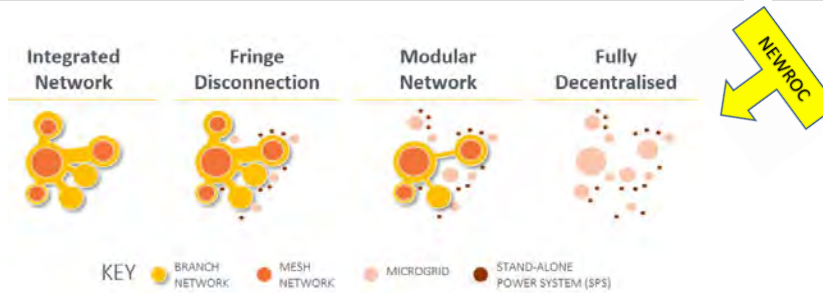 Integrated
Network
Fringe
Disconnection
Modular
Network
Fully
Decentralised
NEWROC
KEY
BRANCH
NETWORK
MESH
NETWORK
MICROGRID
STAND-ALONE
POWER SYSTEM (SPS)